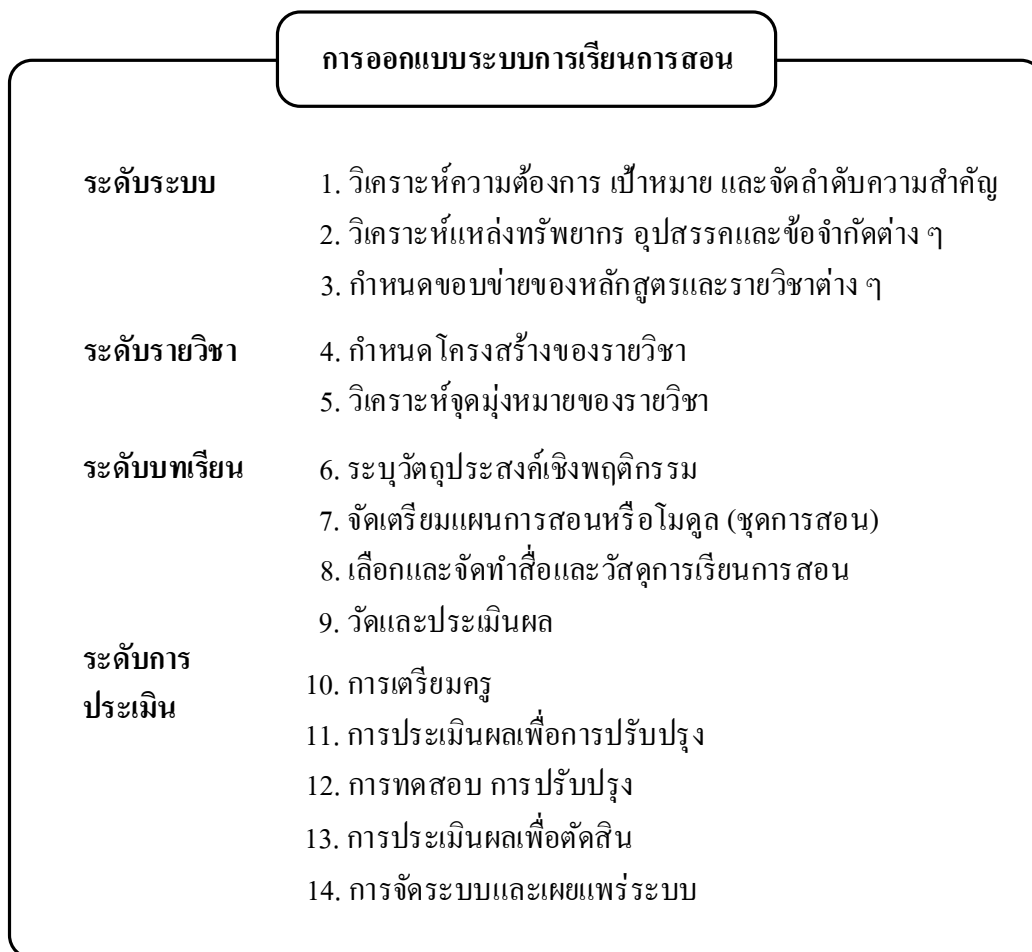 การออกแบบระบบการเรียนการสอน
ระดับระบบ 1. วิเคราะห์ความต้องการ เป้าหมาย และจัดลำดับความสำคัญ
2. วิเคราะห์แหล่งทรัพยากร อุปสรรคและข้อจำกัดต่าง ๆ
3. กำหนดขอบข่ายของหลักสูตรและรายวิชาต่าง ๆ
ระดับรายวิชา 4. กำหนดโครงสร้างของรายวิชา
5. วิเคราะห์จุดมุ่งหมายของรายวิชา
ระดับบทเรียน 6. ระบุวัตถุประสงค์เชิงพฤติกรรม
7. จัดเตรียมแผนการสอนหรือโมดูล (ชุดการสอน)
8. เลือกและจัดทำสื่อและวัสดุการเรียนการสอน
9. วัดและประเมินผล
ระดับการ
ประเมิน
10. การเตรียมครู
11. การประเมินผลเพื่อการปรับปรุง
12. การทดสอบ การปรับปรุง
13. การประเมินผลเพื่อตัดสิน
14. การจัดระบบและเผยแพร่ระบบ